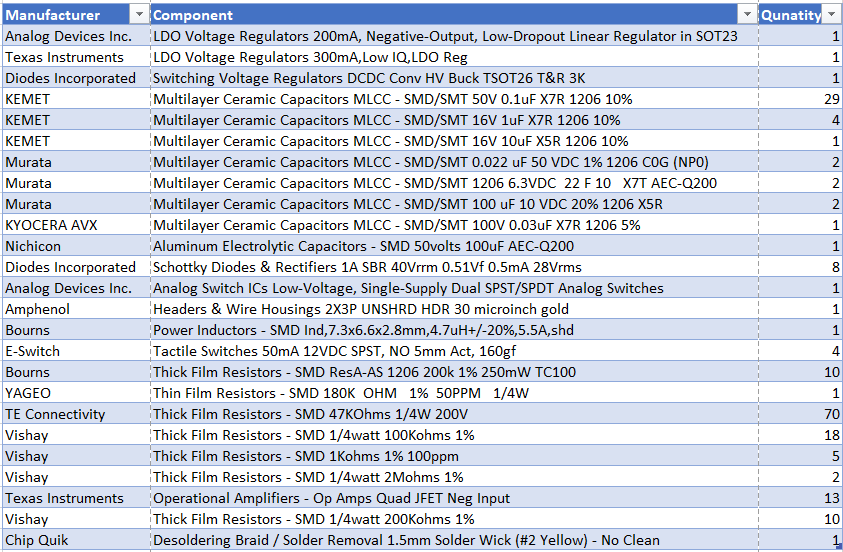 Manufacturer Component Qunatity
Analog Devices Inc. LDO Voltage Regulators 200mA, Negative-Output, Low-Dropout Linear Regulator in SOT23 1
Texas Instruments LDO Voltage Regulators 300mA,Low IQ,LDO Reg 1
Diodes Incorporated Switching Voltage Regulators DCDC Conv HV Buck TSOT26 T&R 3K 1
KEMET Multilayer Ceramic Capacitors MLCC - SMD/SMT 50V 0.1uF X7R 1206 10% 29
KEMET Multilayer Ceramic Capacitors MLCC - SMD/SMT 16V 1uF X7R 1206 10% 4
KEMET Multilayer Ceramic Capacitors MLCC - SMD/SMT 16V 10uF X5R 1206 10% 1
Murata Multilayer Ceramic Capacitors MLCC - SMD/SMT 0.022 uF 50 VDC 1% 1206 C0G (NP0) 2
Murata Multilayer Ceramic Capacitors MLCC - SMD/SMT 1206 6.3VDC  22 F 10   X7T AEC-Q200 2
Murata Multilayer Ceramic Capacitors MLCC - SMD/SMT 100 uF 10 VDC 20% 1206 X5R 2
KYOCERA AVX Multilayer Ceramic Capacitors MLCC - SMD/SMT 100V 0.03uF X7R 1206 5% 1
Nichicon Aluminum Electrolytic Capacitors - SMD 50volts 100uF AEC-Q200 1
Diodes Incorporated Schottky Diodes & Rectifiers 1A SBR 40Vrrm 0.51Vf 0.5mA 28Vrms 8
Analog Devices Inc. Analog Switch ICs Low-Voltage, Single-Supply Dual SPST/SPDT Analog Switches 1
Amphenol Headers & Wire Housings 2X3P UNSHRD HDR 30 microinch gold 1
Bourns Power Inductors - SMD Ind,7.3x6.6x2.8mm,4.7uH+/-20%,5.5A,shd 1
E-Switch Tactile Switches 50mA 12VDC SPST, NO 5mm Act, 160gf 4
Bourns Thick Film Resistors - SMD ResA-AS 1206 200k 1% 250mW TC100 10
YAGEO Thin Film Resistors - SMD 180K  OHM   1%  50PPM   1/4W 1
TE Connectivity Thick Film Resistors - SMD 47KOhms 1/4W 200V 70
Vishay Thick Film Resistors - SMD 1/4watt 100Kohms 1% 18
Vishay Thick Film Resistors - SMD 1Kohms 1% 100ppm 5
Vishay Thick Film Resistors - SMD 1/4watt 2Mohms 1% 2
Texas Instruments Operational Amplifiers - Op Amps Quad JFET Neg Input 13
Vishay Thick Film Resistors - SMD 1/4watt 200Kohms 1% 10
Chip Quik Desoldering Braid / Solder Removal 1.5mm Solder Wick (#2 Yellow) - No Clean 1